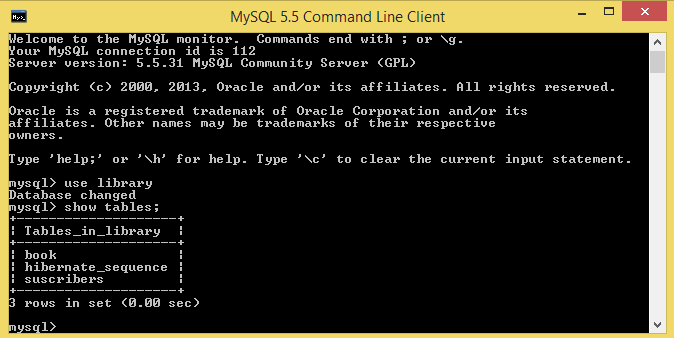 MySQL 5.5 Command Line Client
Welcome to the MySQL monitor.  Commands end with ; or \g.
Your MySQL connection id is 112
Server version: 5.5.31 MySQL Community Server (GPL)
Copyright (c) 2000, 2013, Oracle and/or its affiliates. All rights reserved.
Oracle is a registered trademark of Oracle Corporation and/or its
affiliates. Other names may be trademarks of their respective
owners.
Type 'help;' or '\h' for help. Type '\c' to clear the current input statement.
mysql> use library
Database changed
mysql> show tables;
+--------------------+
| Tables_in_library  |
+--------------------+
| book               |
| hibernate_sequence |
| suscribers         |
+--------------------+
3 rows in set (0.00 sec)
mysql>